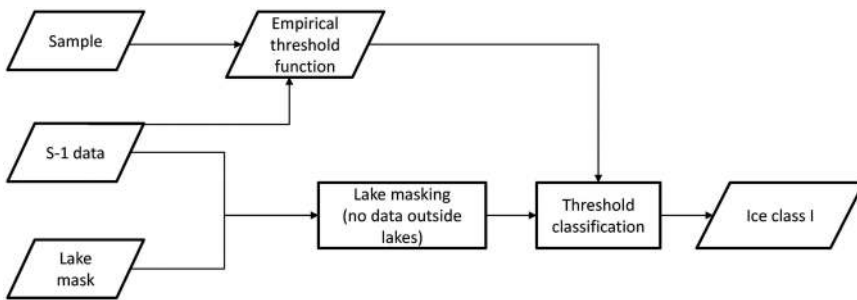 Sample
Empirical
threshold
function
S-1 data
Lake
mask
Lake masking
(no data outside
lakes)
Threshold
classification
Ice class I